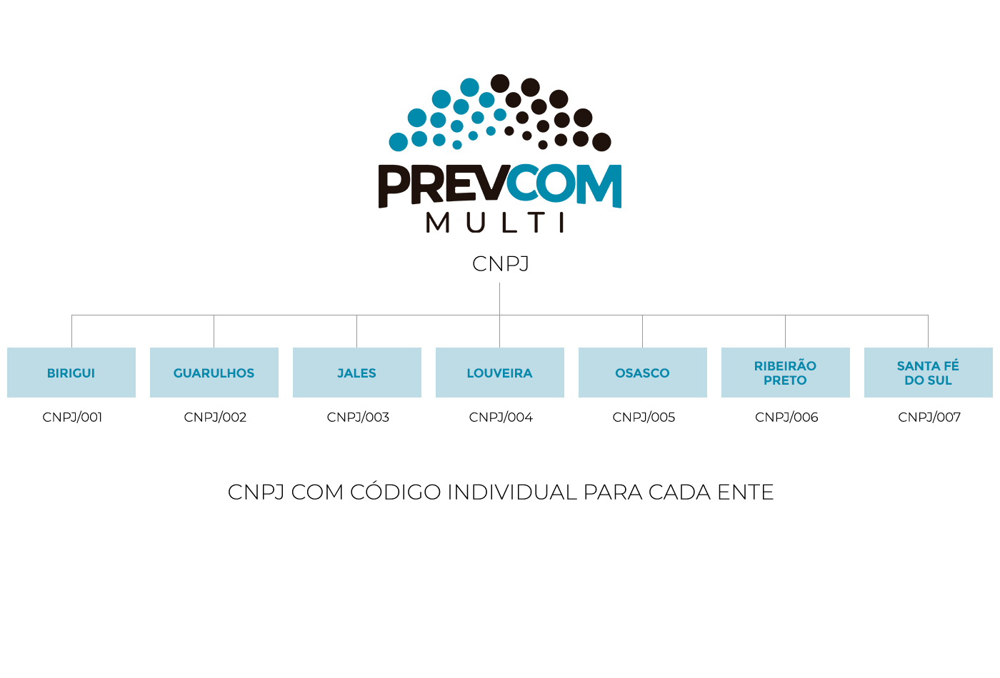 PREVCOM
MULTI
CNPJ
BIRIGUI
GUARULHOS
JALES
LOUVEIRA
OSASCO
RIBEIRÃO
PRETO
SANTA FÉ
DO SUL
CNPJ/001
CNPJ/002
CNPJ/003
CNPJ/004
CNPJ/005
CNPJ/006
CNPJ/007
CNPJ COM CÓDIGO INDIVIDUAL PARA CADA ENTE